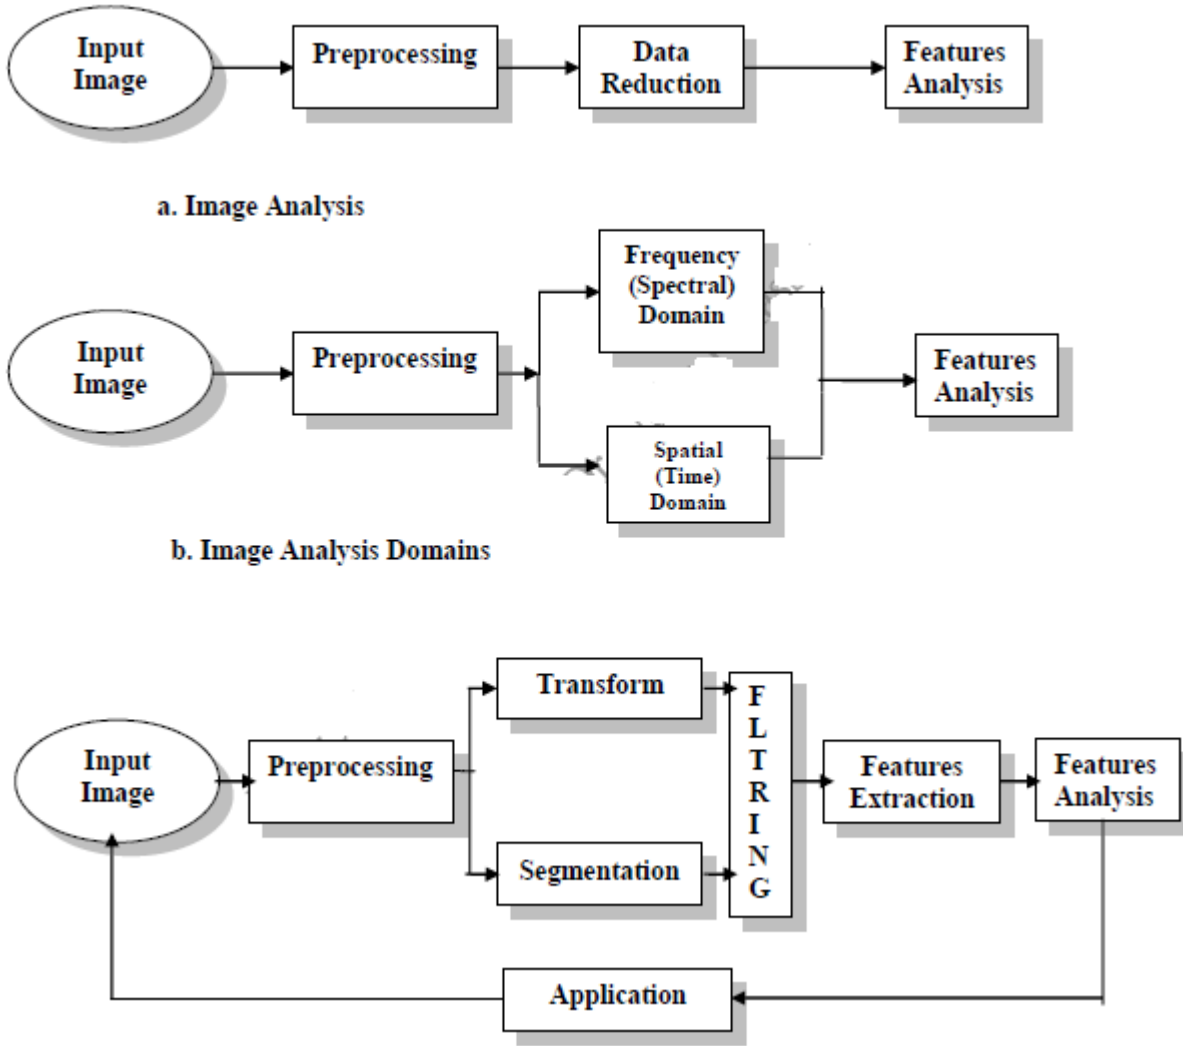 Input
Image
Preprocessing
Data
Reduction
Features
Analysis
a. Image Analysis
Input
Image
Preprocessing
Frequency
(Spectral)
Domain
Spatial
(Time)
Domain
Features
Analysis
b. Image Analysis Domains
Input
Image
Preprocessing
Transform
Segmentation
F
L
T
R
I
N
G
Features
Extraction
Features
Analysis
Application